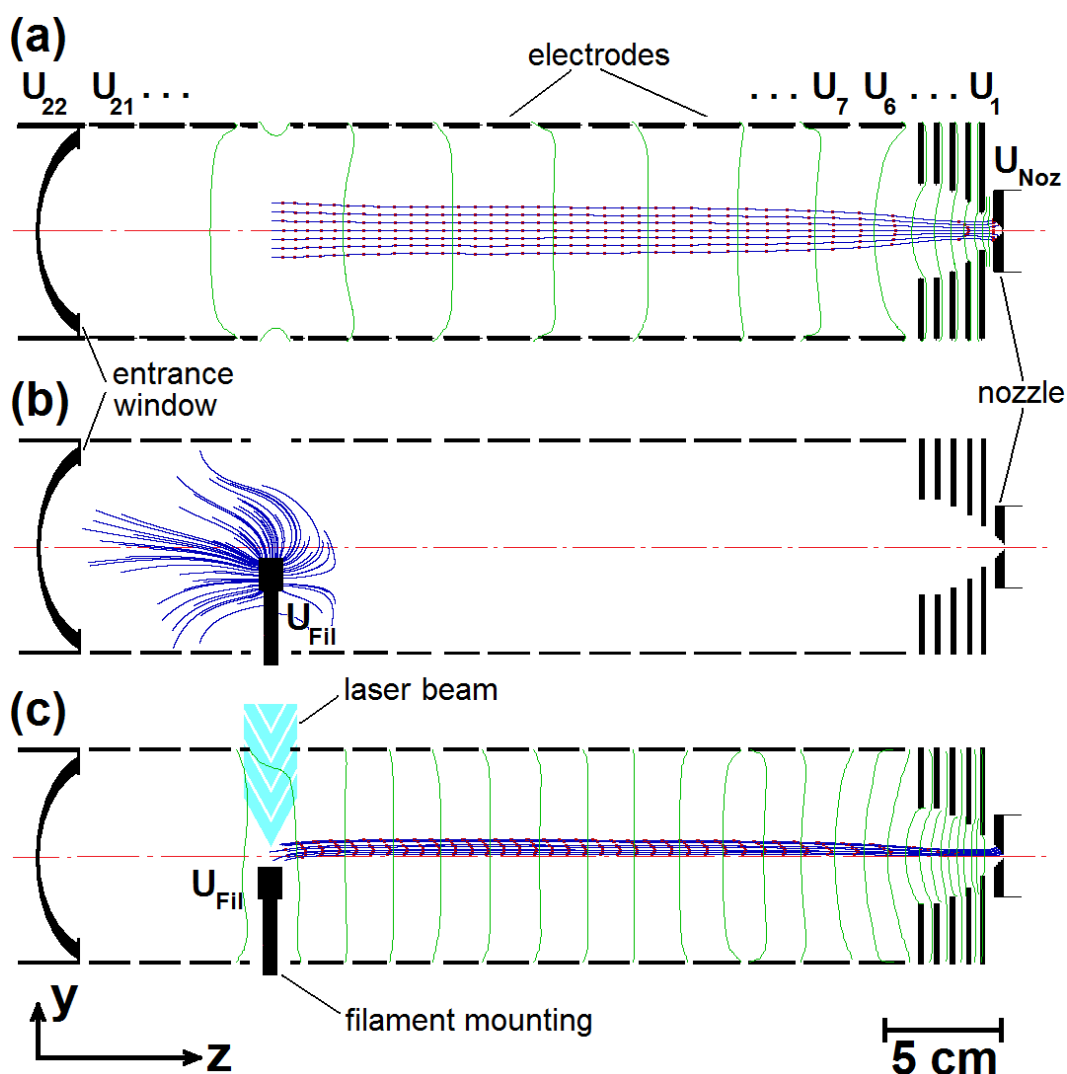 (a)
electrodes
U22 U21 . . .
. . . U7 U6 . . . U1
UNoz
entrance
window
nozzle
(b)
UFil
laser beam
(c)
UFil
filament mounting
y
z
5 cm